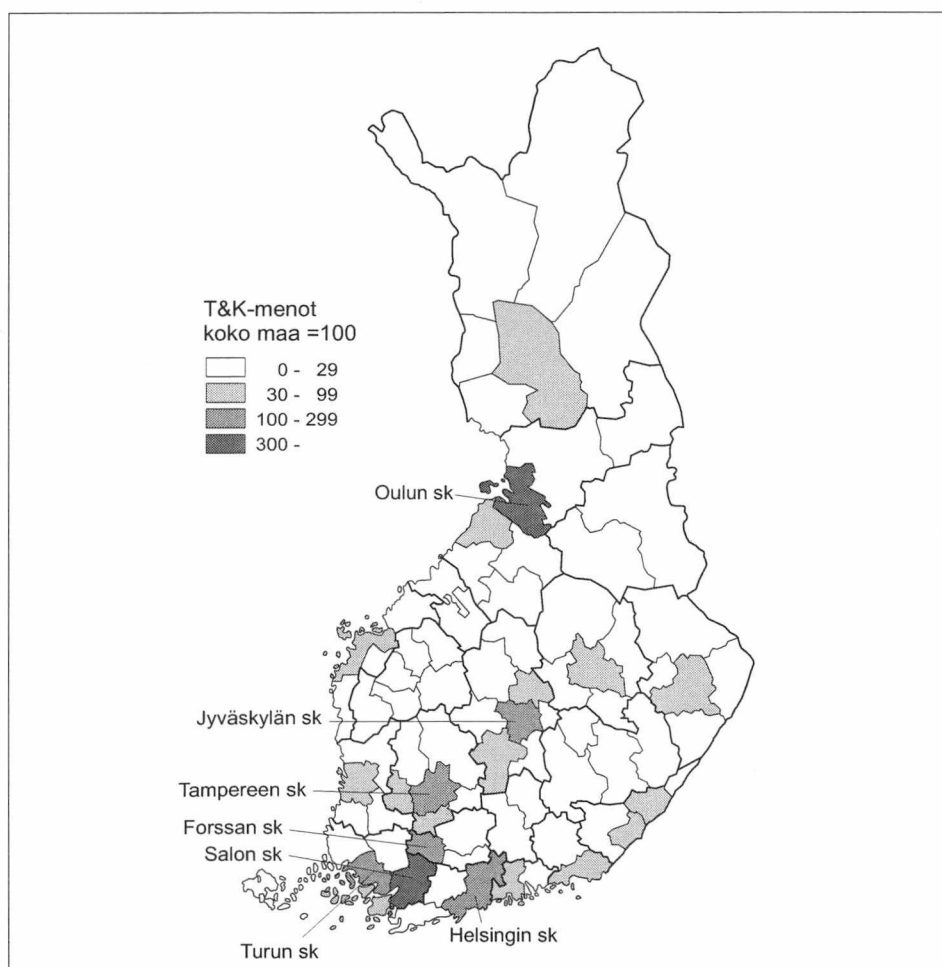 T&K-menot
koko maa =100
0 - 29
30 - 99
100 - 299
300 -
Oulun sk
Jyväskylän sk
Tampereen sk
Forssan sk
Salon sk
Helsingin sk
Turun sk